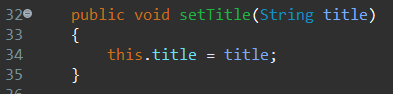 32 public void setTitle(String title)
33 {
34 this.title = title;
35 }